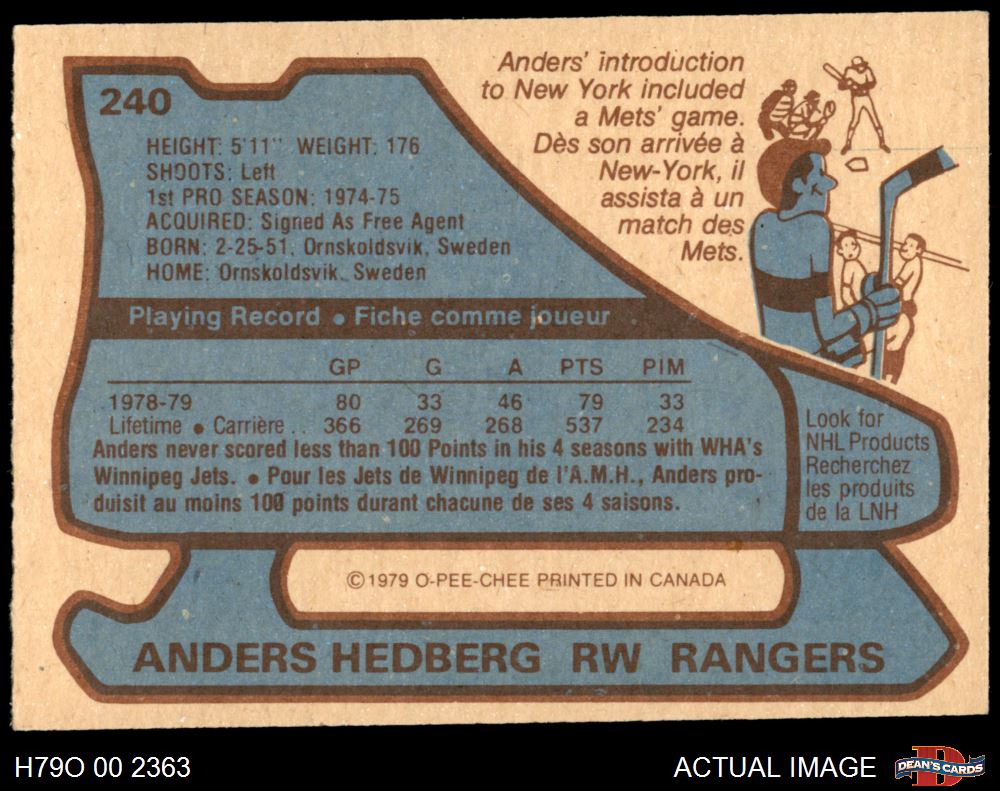 240
HEIGHT: 5'11" WEIGHT: 176
SHOOTS: Left
1st PRO SEASON: 1974-75
ACQUIRED: Signed As Free Agent
BORN: 2-25-51, Ornskoldsvik, Sweden
HOME: Ornskoldsvik, Sweden
Anders' introduction
to New York included
a Mets' game.
Dès son arrivée à
New-York, il
assista à un
match des
Mets.
Playing Record • Fiche comme joueur
GP G A PTS PIM
1978-79 80 33 46 79 33
Lifetime • Carrière . . 366 269 268 537 234
Anders never scored less than 100 Points in his 4 seasons with WHA's
Winnipeg Jets. • Pour les Jets de Winnipeg de l'A.M.H., Anders pro-
duisit au moins 100 points durant chacune de ses 4 saisons.
Look for
NHL Products
Recherchez
les produits
de la LNH
© 1979 O-PEE-CHEE PRINTED IN CANADA
ANDERS HEDBERG RW RANGERS
H79O 00 2363
ACTUAL IMAGE
DEAN'S CARDS